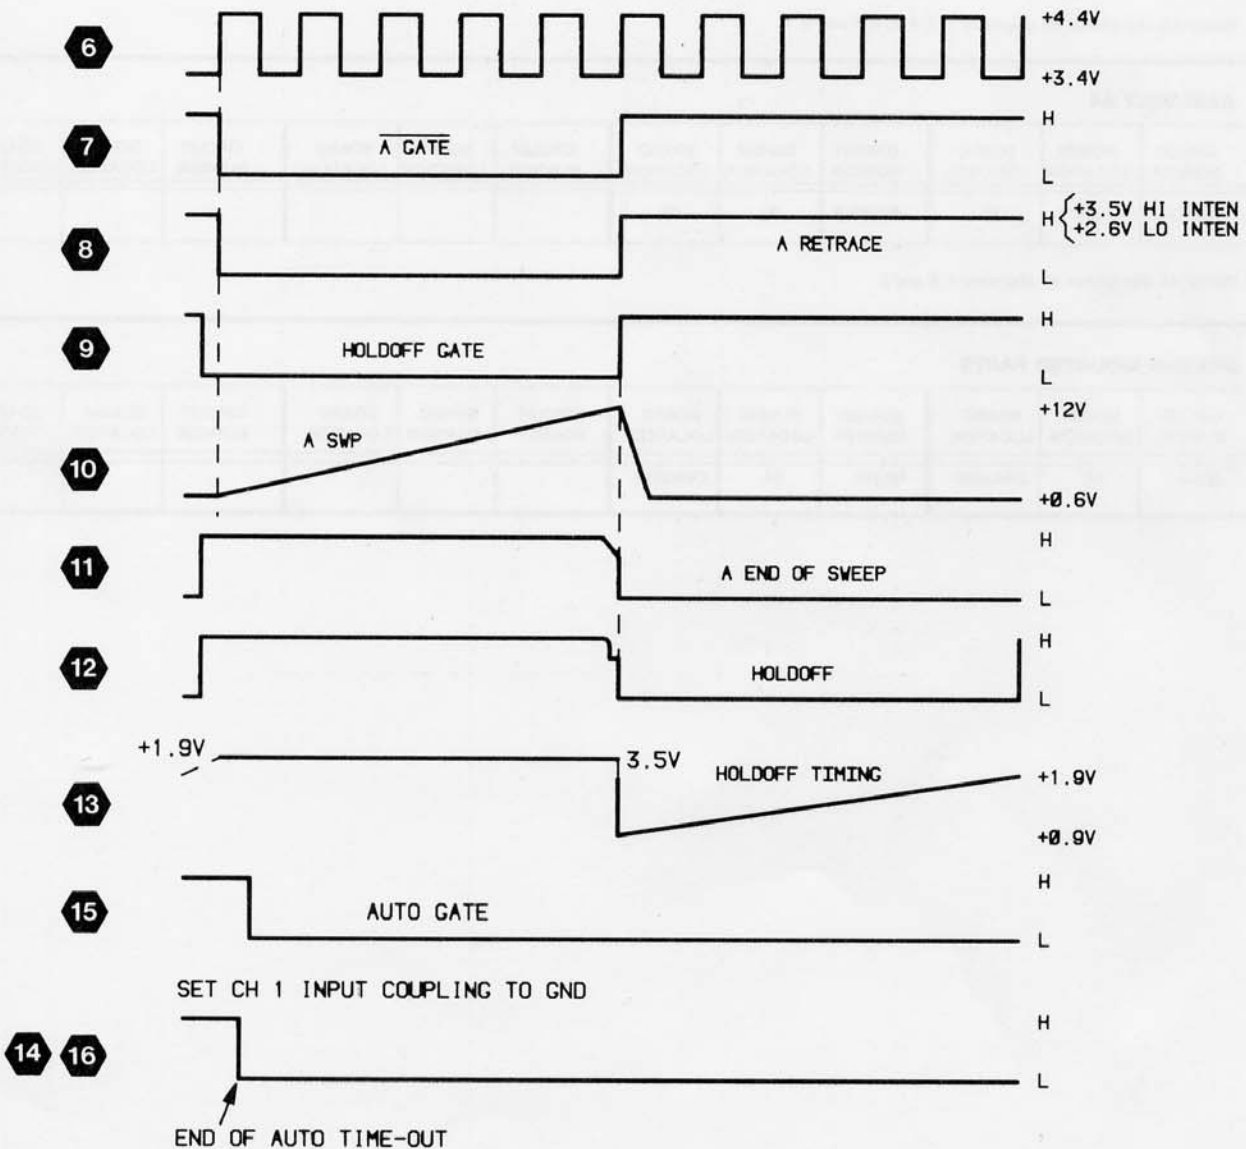 6
+4.4V
+3.4V
7
A GATE
H
L
8
A RETRACE
H { +3.5V HI INTEN
+2.6V LO INTEN
L
9
HOLDOFF GATE
H
L
10
A SWP
+12V
+0.6V
11
A END OF SWEEP
H
L
12
HOLDOFF
H
L
13
+1.9V
3.5V
HOLDOFF TIMING
+1.9V
+0.9V
15
AUTO GATE
H
L
SET CH 1 INPUT COUPLING TO GND
14 16
H
L
END OF AUTO TIME-OUT